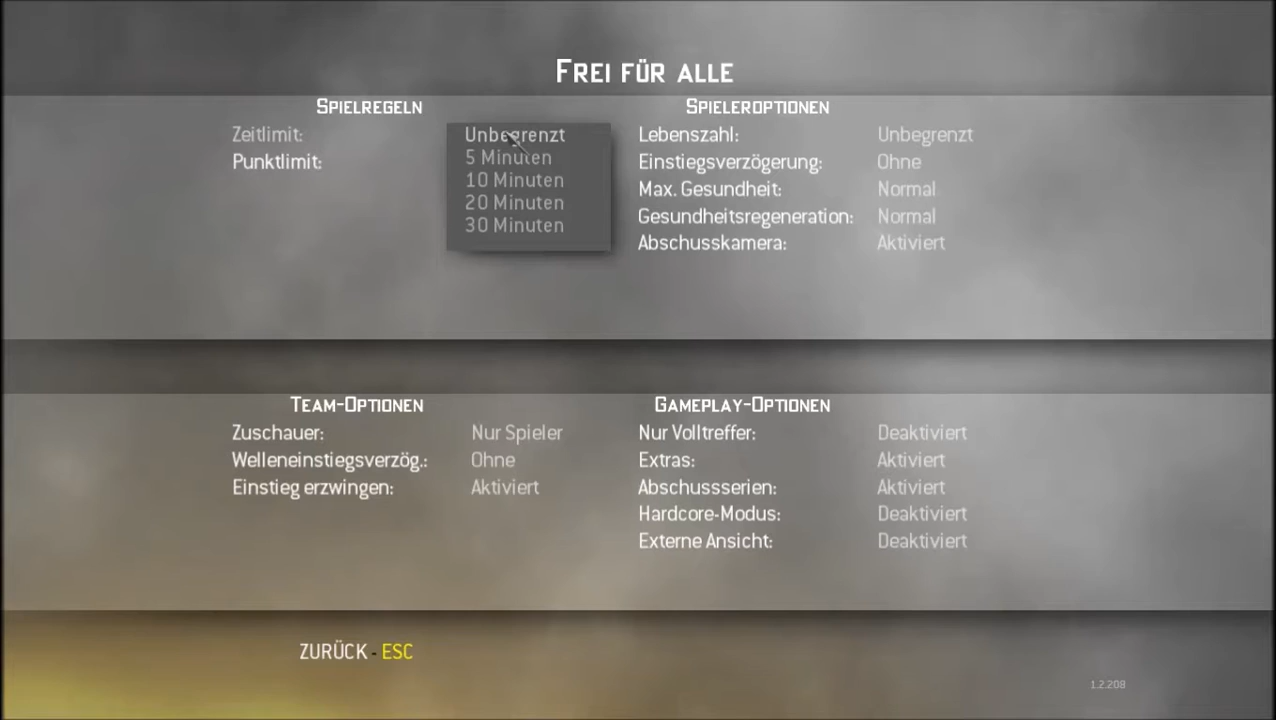 Frei für alle
Spielregeln
Zeitlimit: Unbegrenzt
5 Minuten
Punktlimit:
10 Minuten
20 Minuten
30 Minuten
Spieleroptionen
Lebenszahl: Unbegrenzt
Einstiegsverzögerung: Ohne
Max. Gesundheit: Normal
Gesundheitsregeneration: Normal
Abschusskamera: Aktiviert
Team-Optionen
Zuschauer: Nur Spieler
Welleneinstiegsverzög.: Ohne
Einstieg erzwingen: Aktiviert
Gameplay-Optionen
Nur Volltreffer: Deaktiviert
Extras: Aktiviert
Abschussserien: Aktiviert
Hardcore-Modus: Deaktiviert
Externe Ansicht: Deaktiviert
ZURÜCK - ESC
1.2.208